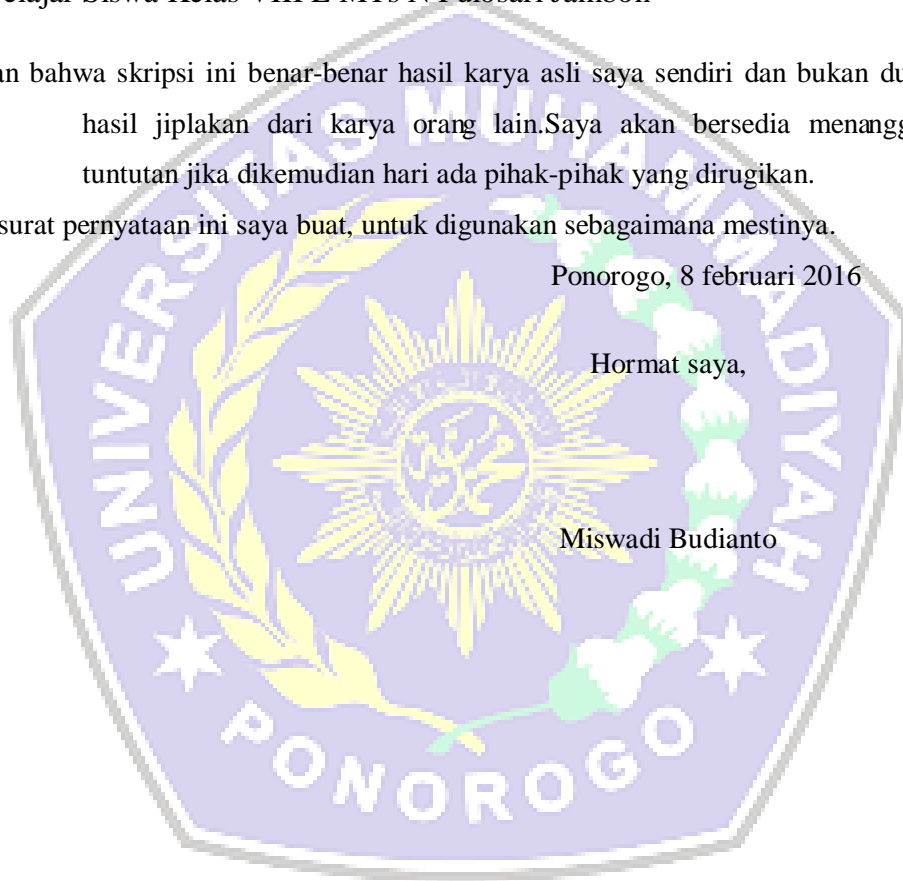 elajar Siswa Kelas VIII E MTs N Pulosari Jambon
an bahwa skripsi ini benar-benar hasil karya asli saya sendiri dan bukan du
hasil jiplakan dari karya orang lain.Saya akan bersedia menangg
tuntutan jika dikemudian hari ada pihak-pihak yang dirugikan.
surat pernyataan ini saya buat, untuk digunakan sebagaimana mestinya.
Ponorogo, 8 februari 2016
Hormat saya,
Miswadi Budianto
UNIVERSITAS MUHAMMADIYAH
PONOROGO